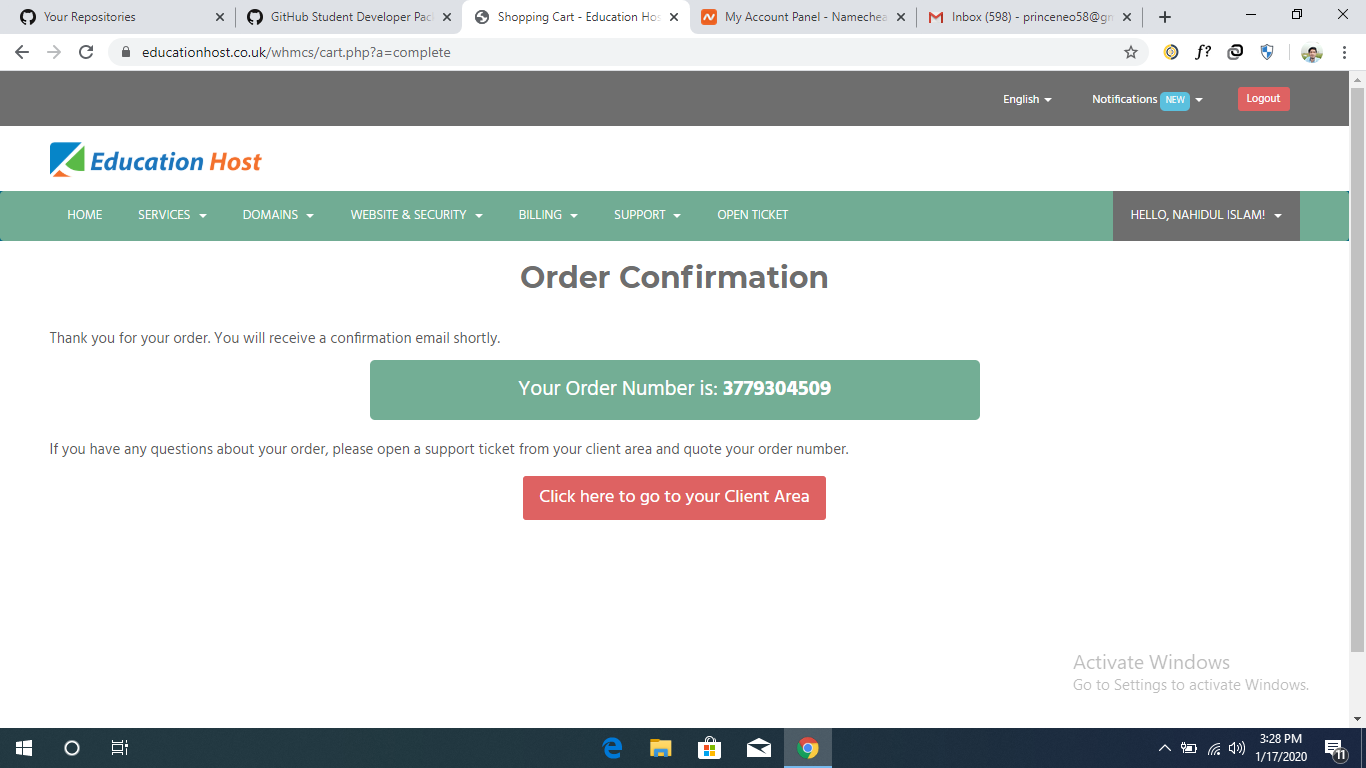 Your Repositories
GitHub Student Developer Pac
Shopping Cart - Education Hos
My Account Panel - Namechea
Inbox (598) - princeneo58@gm
educationhost.co.uk/whmcs/cart.php?a=complete
f?
English
Notifications NEW
Logout
Education Host
HOME
SERVICES
DOMAINS
WEBSITE & SECURITY
BILLING
SUPPORT
OPEN TICKET
HELLO, NAHIDUL ISLAM!
Order Confirmation
Thank you for your order. You will receive a confirmation email shortly.
Your Order Number is: 3779304509
If you have any questions about your order, please open a support ticket from your client area and quote your order number.
Click here to go to your Client Area
Activate Windows
Go to Settings to activate Windows.
3:28 PM
1/17/2020
11